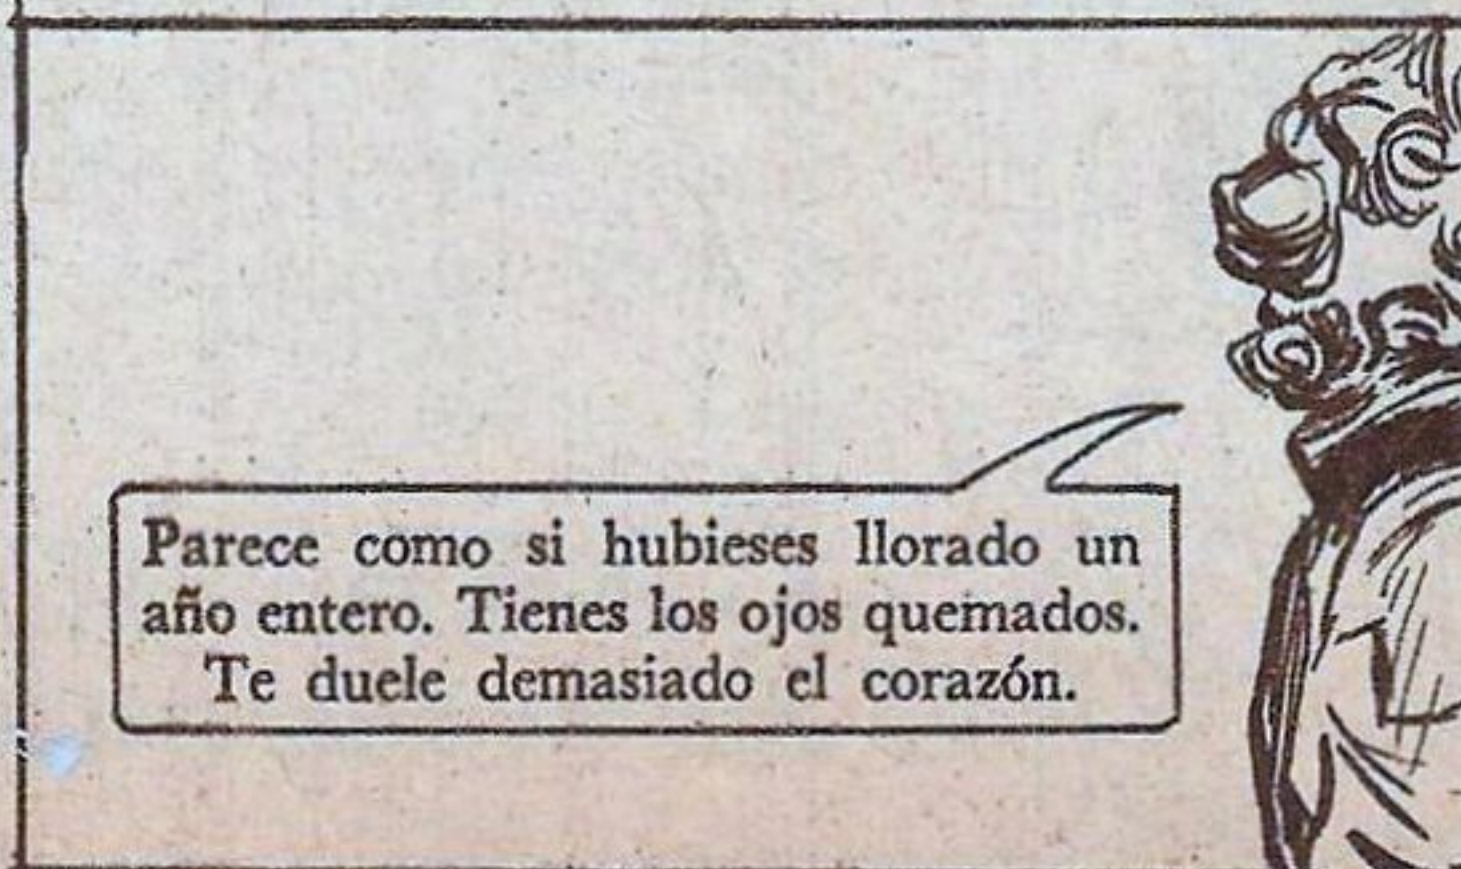 Parece como si hubieses llorado un
año entero. Tienes los ojos quemados.
Te duele demasiado el corazón.